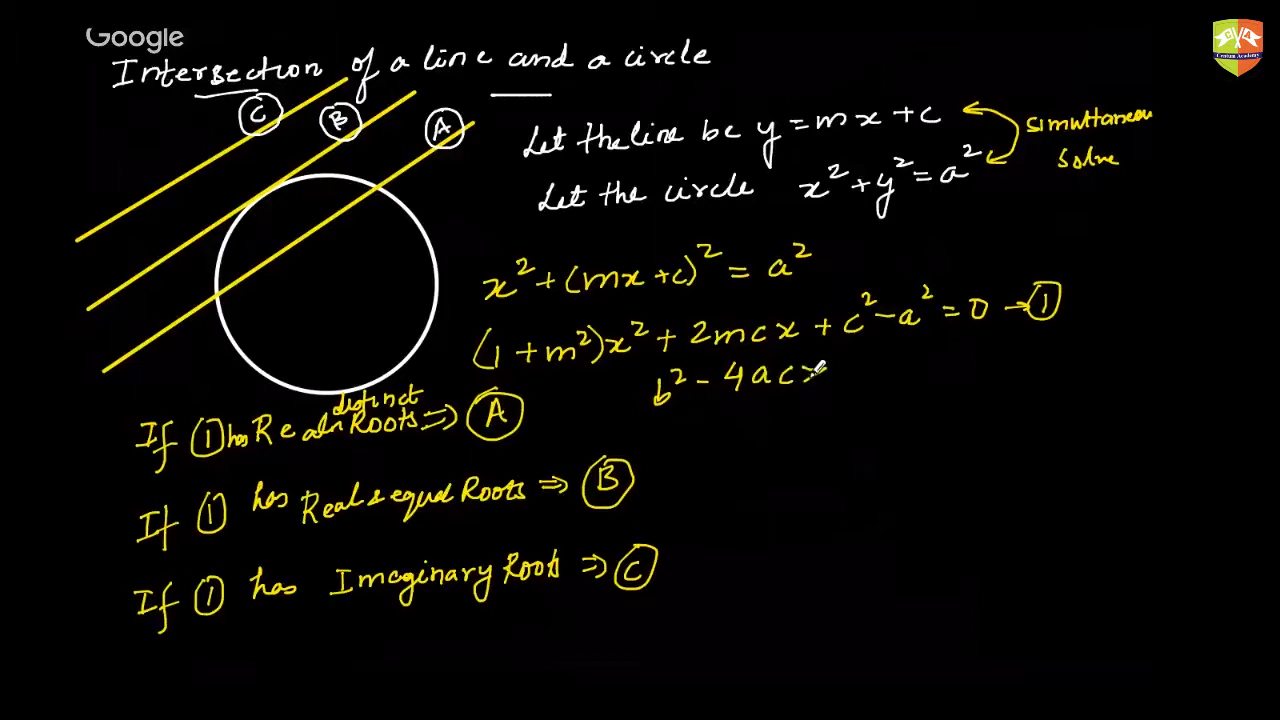 Google
Intersection of a line and a circle
C B A
Let the line be y = mx + c
Let the circle x² + y² = a²
simultaneous
solve
x² + (mx + c)² = a²
(1 + m²)x² + 2mcx + c² - a² = 0 → 1
b² - 4ac >
distinct
If 1 has Real Roots ⇒ A
If 1 has Real & equal Roots ⇒ B
If 1 has Imaginary Roots ⇒ C
Centum Academy